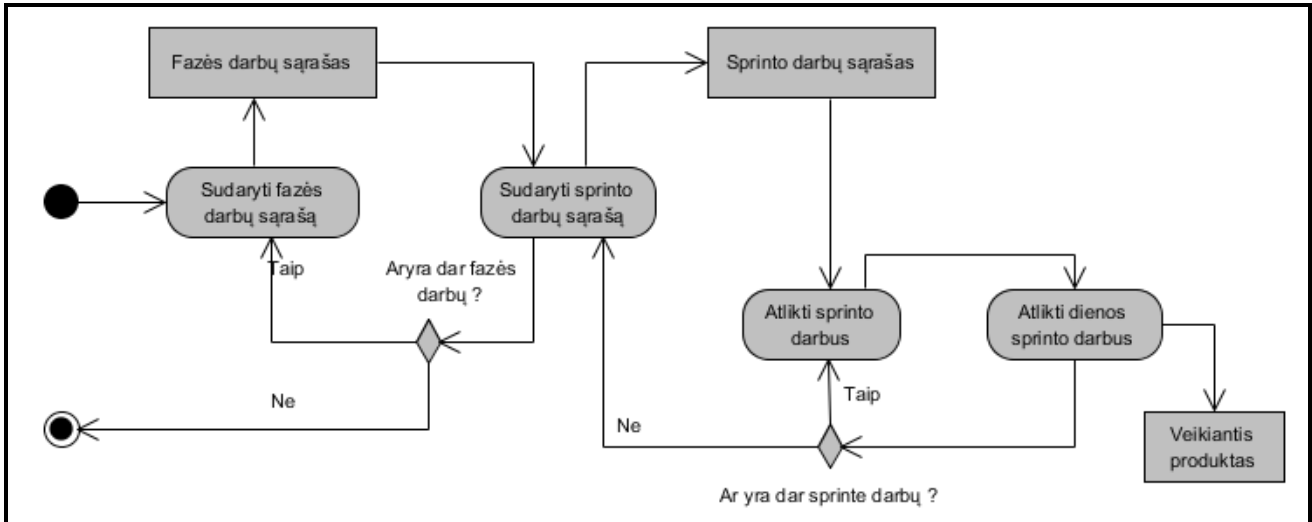 Fazės darbų sąrašas
Sprinto darbų sąrašas
Sudaryti fazės
darbų sąrašą
Sudaryti sprinto
darbų sąrašą
Taip
Aryra dar fazės
darbų ?
Atlikti sprinto
darbus
Atlikti dienos
sprinto darbus
Taip
Ne
Ne
Veikiantis
produktas
Ar yra dar sprinte darbų ?